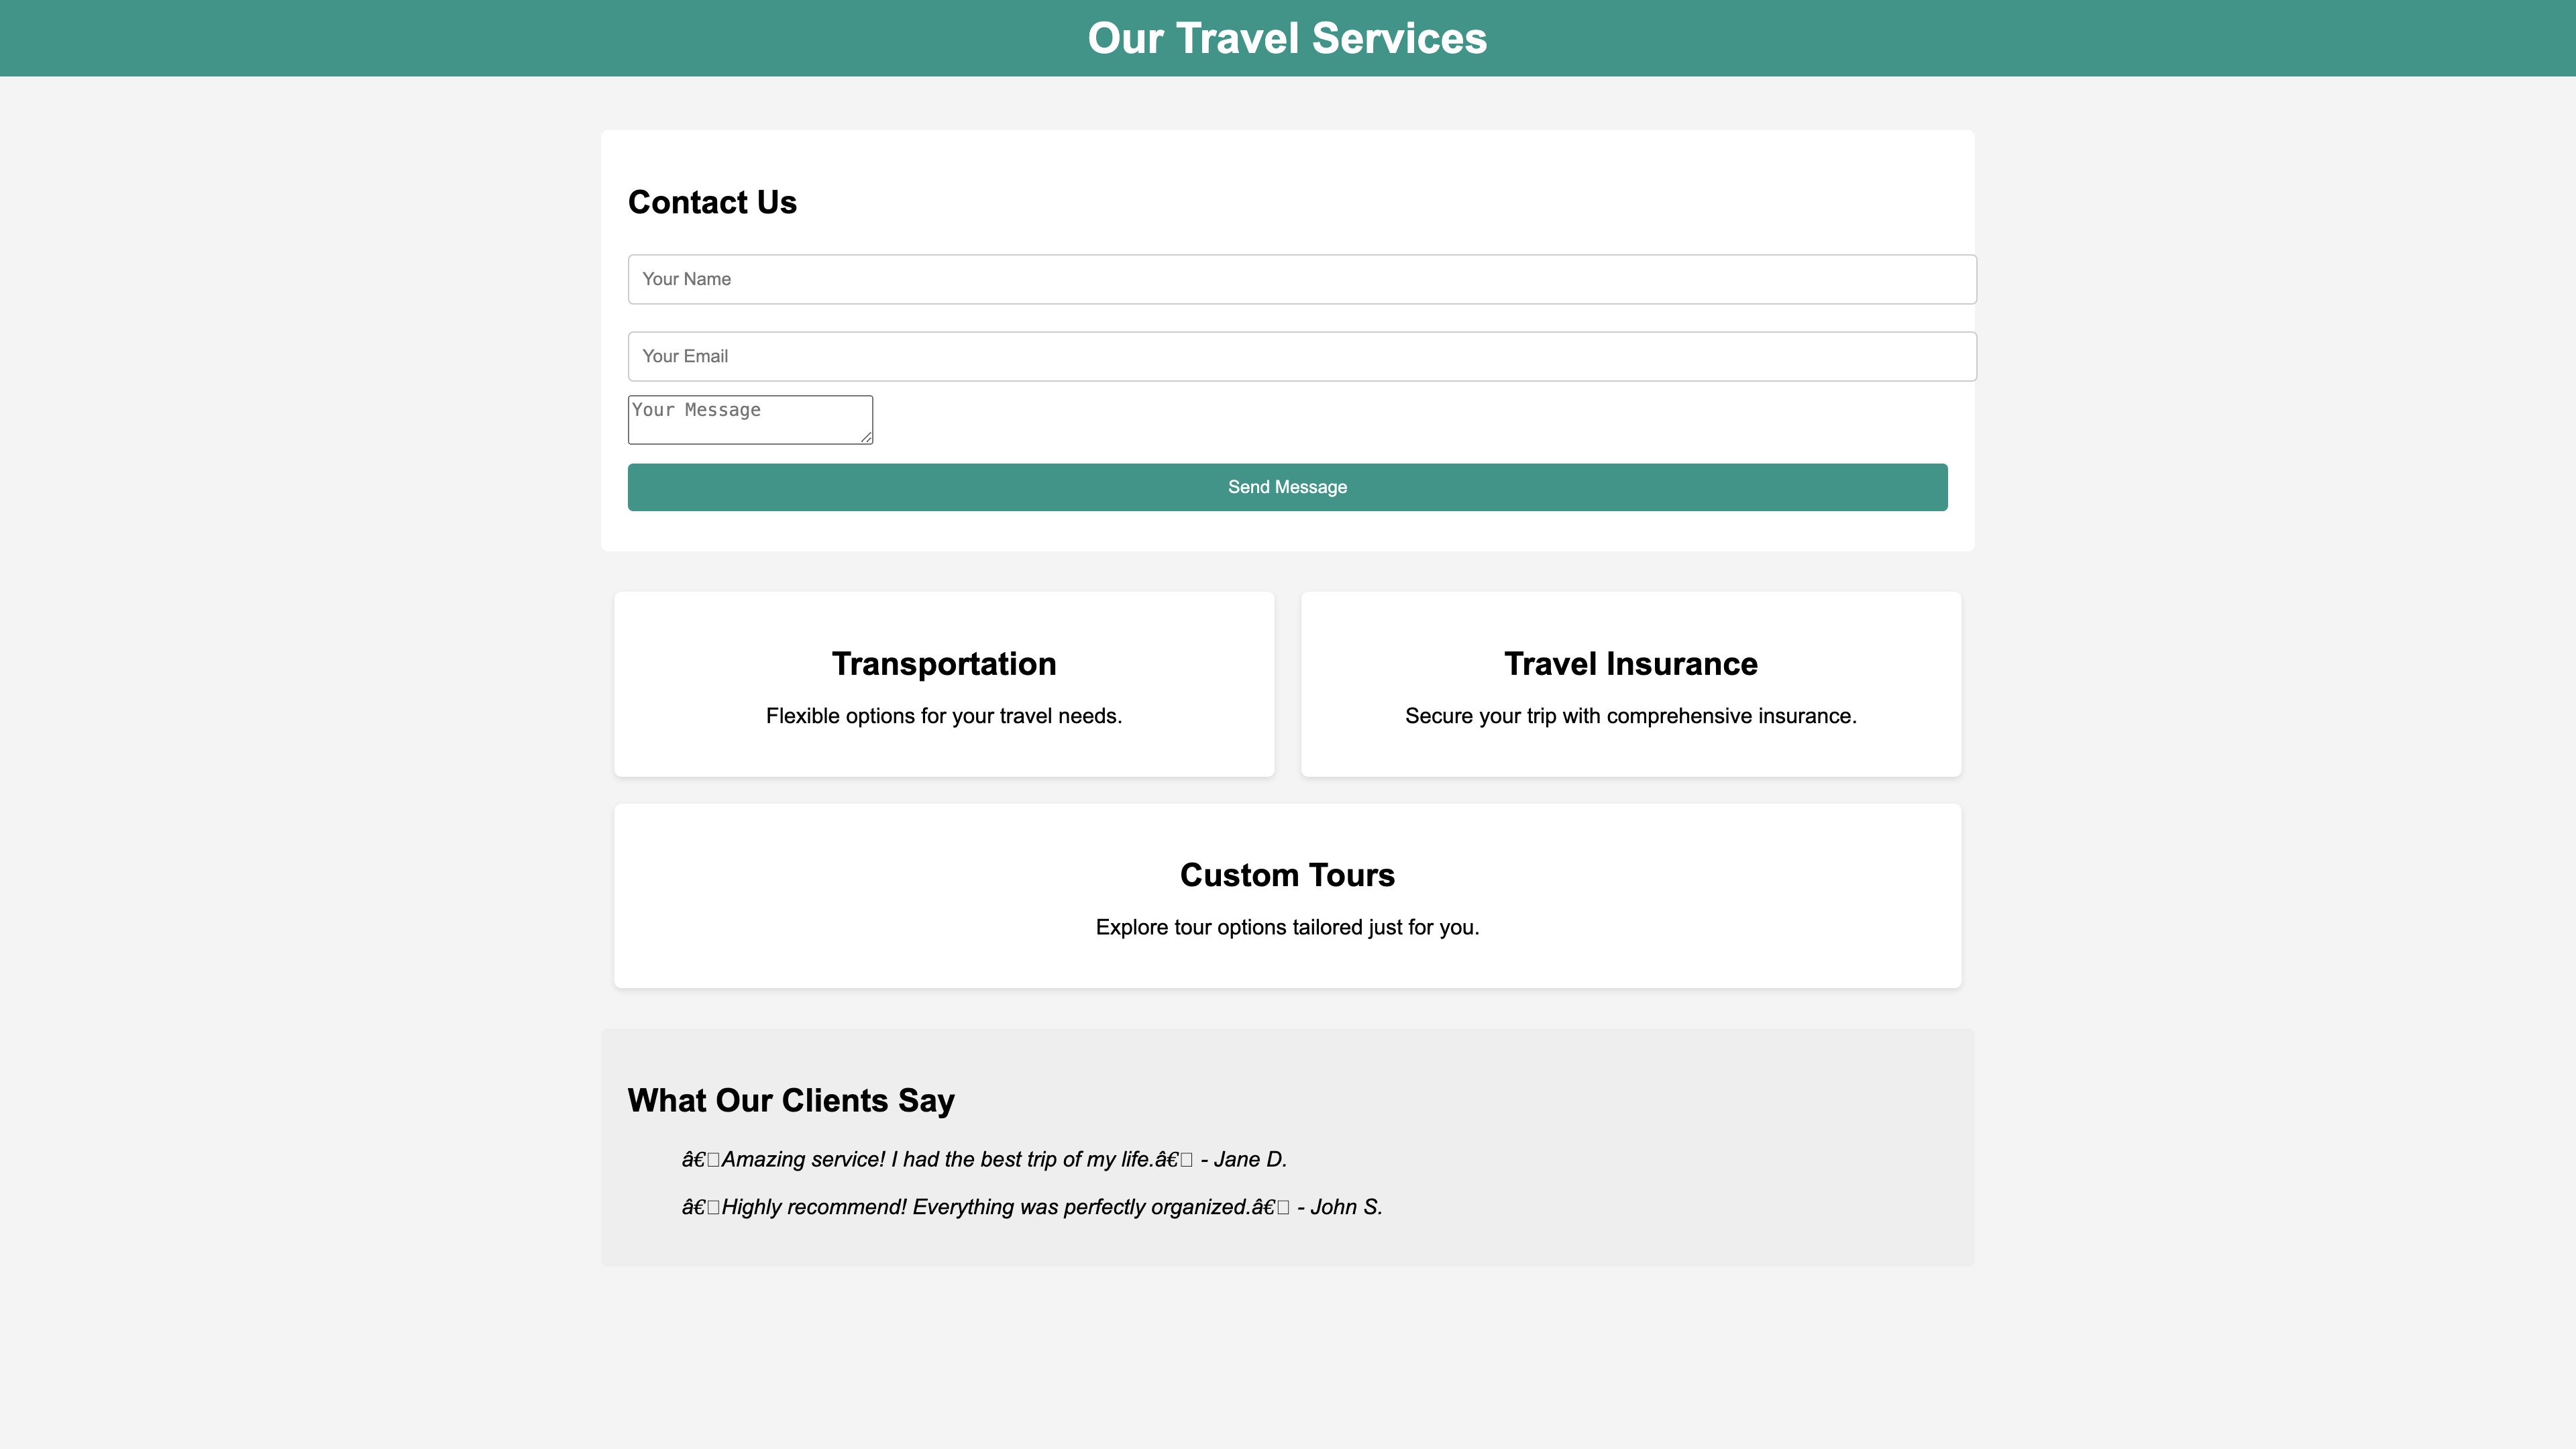 Our Travel Services
Contact Us
Your Name
Your Email
Your Message
Send Message
Transportation
Flexible options for your travel needs.
Travel Insurance
Secure your trip with comprehensive insurance.
Custom Tours
Explore tour options tailored just for you.
What Our Clients Say
â€□Amazing service! I had the best trip of my life.â€□ - Jane D.
â€□Highly recommend! Everything was perfectly organized.â€□ - John S.